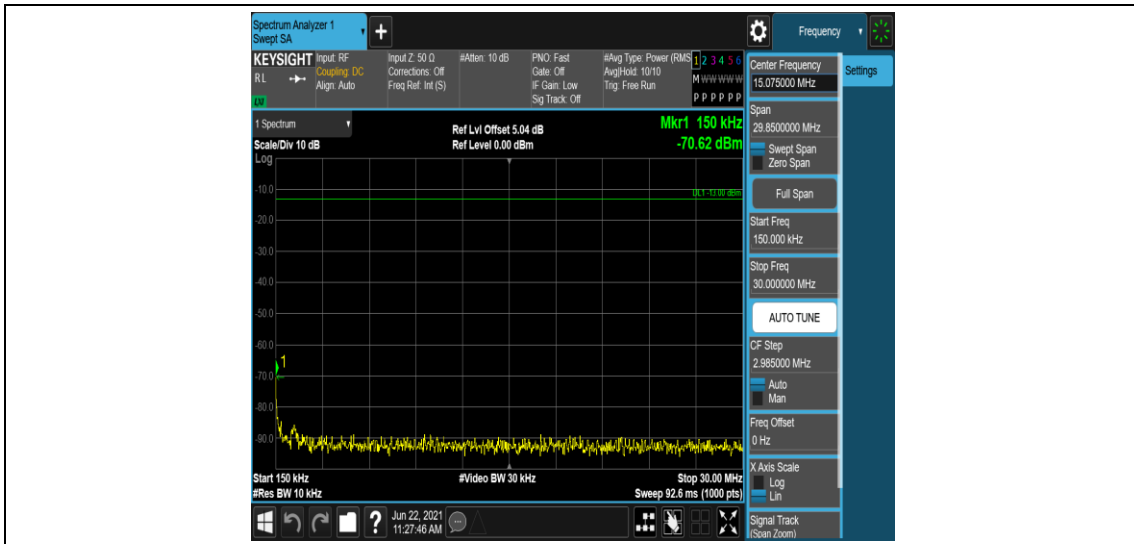 Spectrum Analyzer 1
Swept SA
+
Frequency
KEYSIGHT
RL
LXI
Input: RF
Coupling: DC
Align: Auto
Input Z: 50 Ω
Corrections: Off
Freq Ref: Int (S)
#Atten: 10 dB
PNO: Fast
Gate: Off
IF Gain: Low
Sig Track: Off
#Avg Type: Power (RMS
Avg|Hold: 10/10
Trig: Free Run
1 2 3 4 5 6
M W W W W W
P P P P P P
1 Spectrum
Scale/Div 10 dB
Log
Ref Lvl Offset 5.04 dB
Ref Level 0.00 dBm
Mkr1 150 kHz
-70.62 dBm
DL1 -13.00 dBm
-10.0
-20.0
-30.0
-40.0
-50.0
-60.0
1
-70.0
-80.0
-90.0
Start 150 kHz
#Res BW 10 kHz
#Video BW 30 kHz
Stop 30.00 MHz
Sweep 92.6 ms (1000 pts)
?
Jun 22, 2021
11:27:46 AM
Center Frequency
15.075000 MHz
Settings
Span
29.8500000 MHz
Swept Span
Zero Span
Full Span
Start Freq
150.000 kHz
Stop Freq
30.000000 MHz
AUTO TUNE
CF Step
2.985000 MHz
Auto
Man
Freq Offset
0 Hz
X Axis Scale
Log
Lin
Signal Track
(Span Zoom)